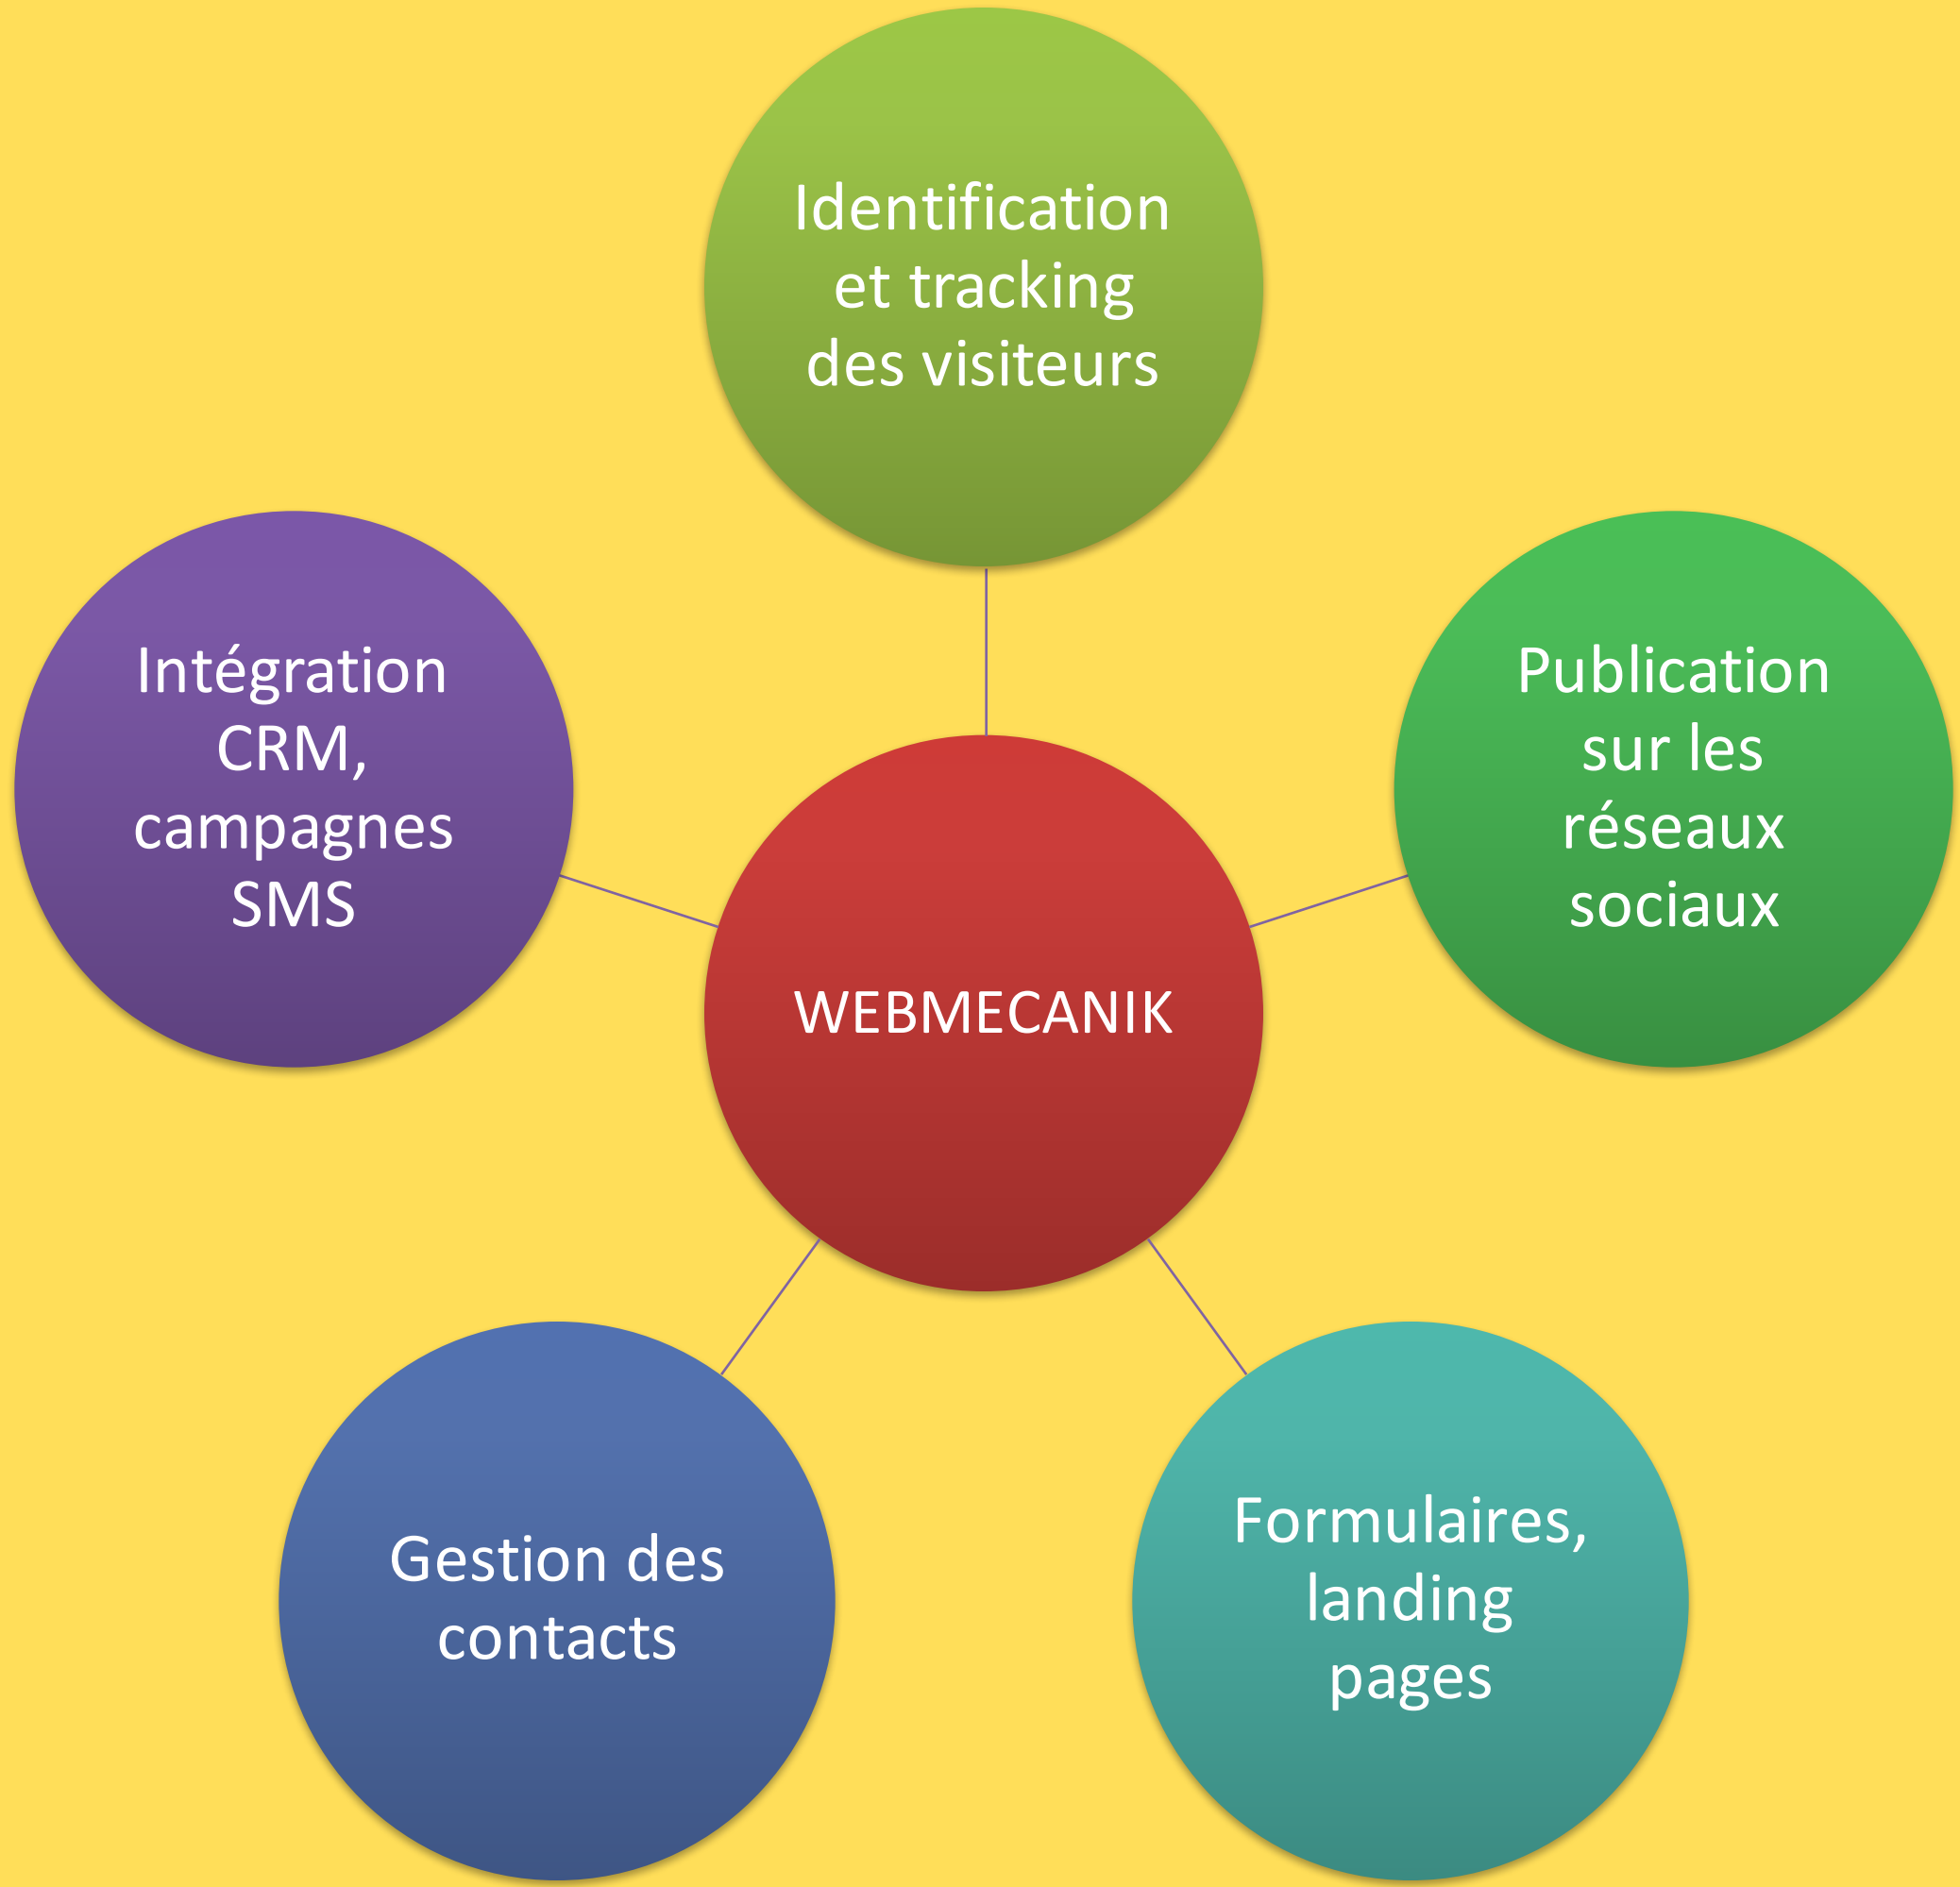 Identification
et tracking
des visiteurs
Publication
sur les
réseaux
sociaux
Formulaires,
landing
pages
Gestion des
contacts
Intégration
CRM,
campagnes
SMS
WEBMECANIK